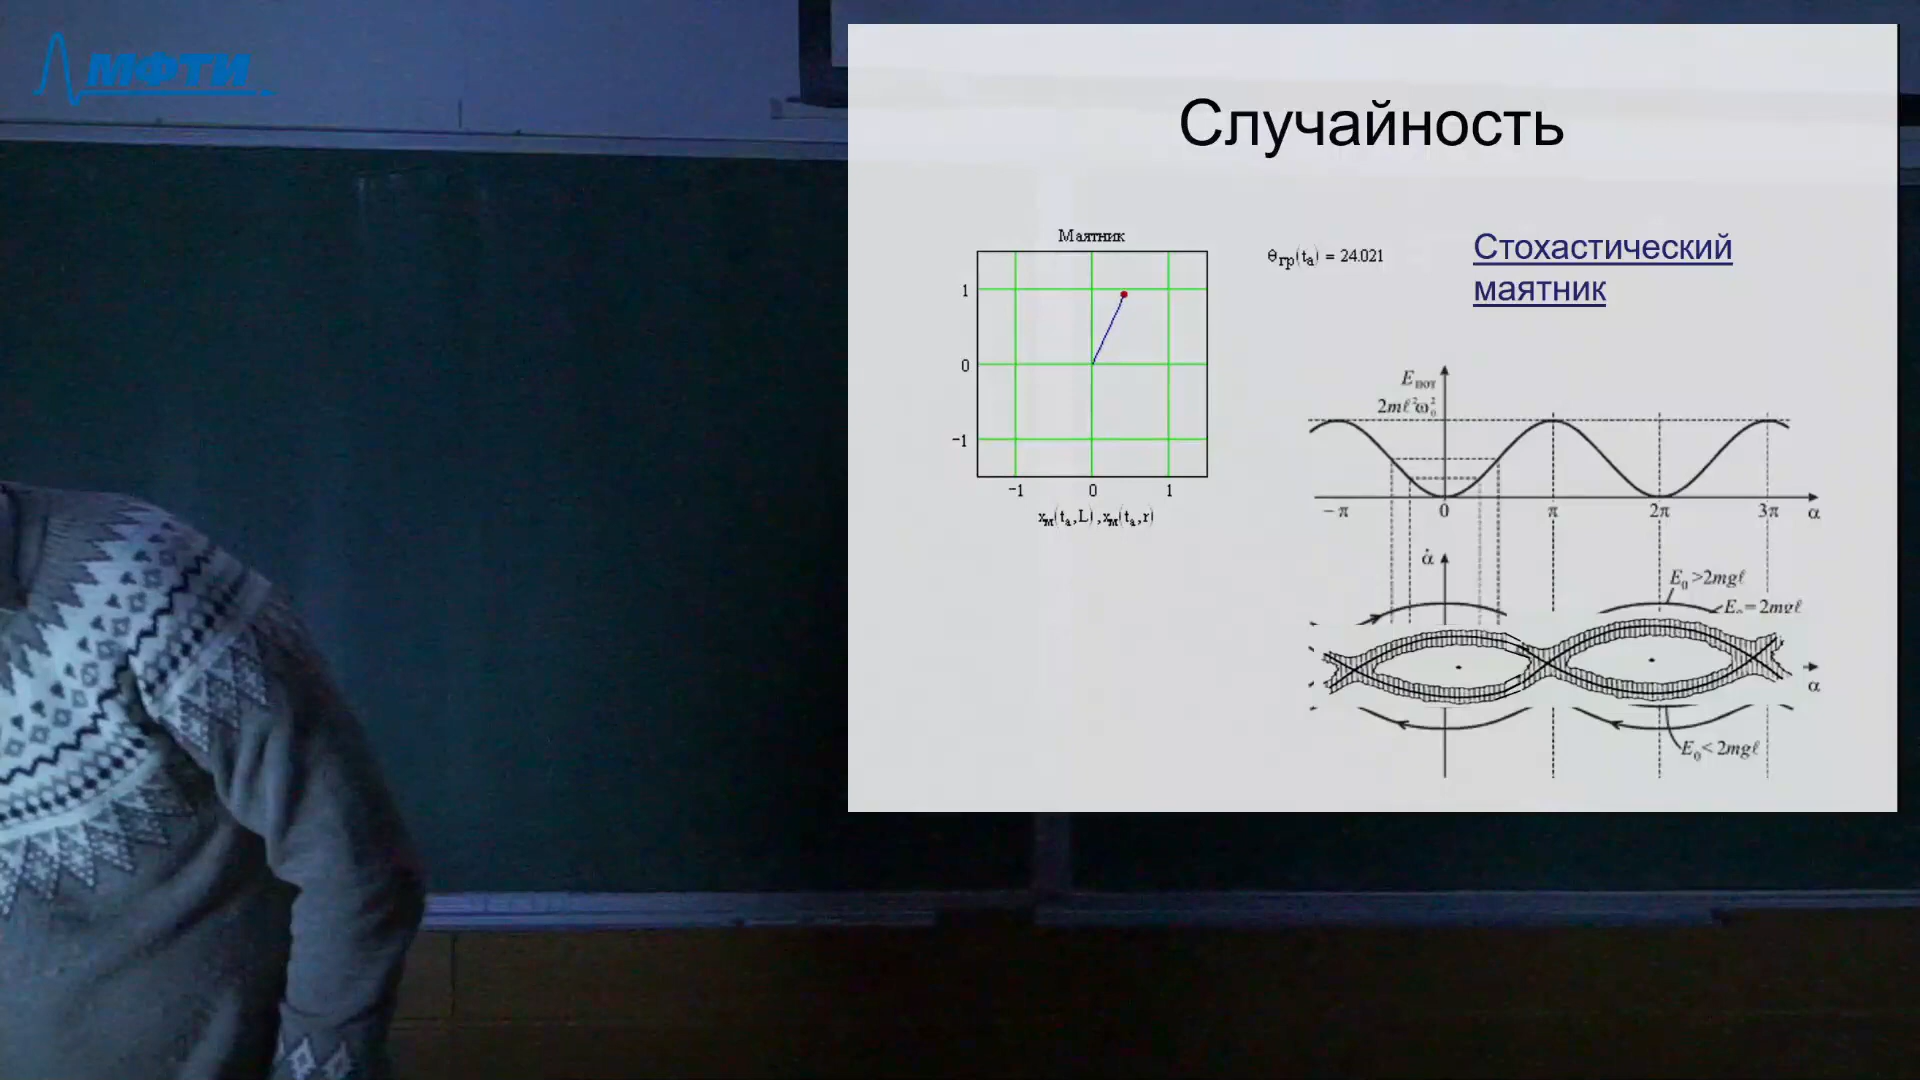 МФТИ
Случайность
Маятник
θгр(tₐ) = 24.021
Стохастический
маятник
1
0
-1
-1 0 1
xм(tₐ,L),xм(tₐ,r)
Eпот
2mℓ²ω₀²
-π 0 π 2π 3π α
α̇
E₀>2mgℓ
E₀=2mgℓ
α
E₀<2mgℓ